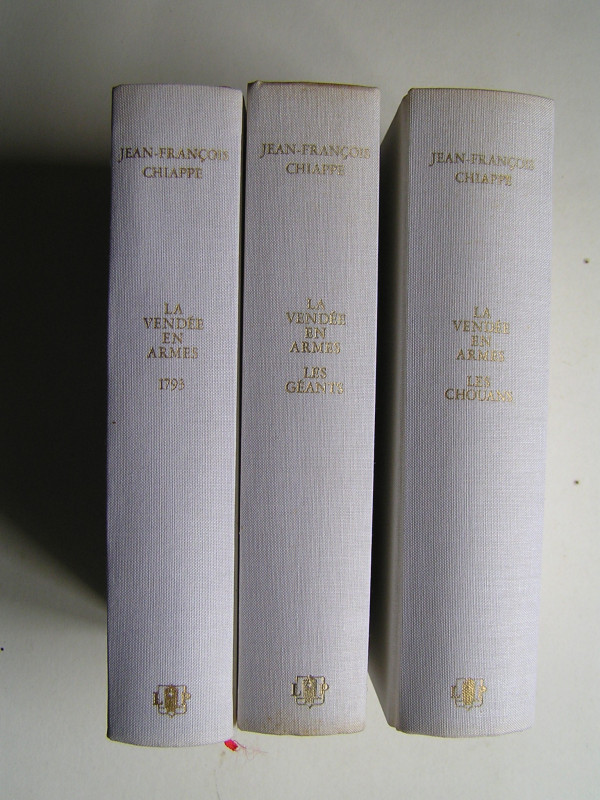 JEAN-FRANÇOIS
CHIAPPE
LA
VENDÉE
EN
ARMES
1793
L P
JEAN-FRANÇOIS
CHIAPPE
LA
VENDÉE
EN
ARMES
LES
GÉANTS
L P
JEAN-FRANÇOIS
CHIAPPE
LA
VENDÉE
EN
ARMES
LES
CHOUANS
L P